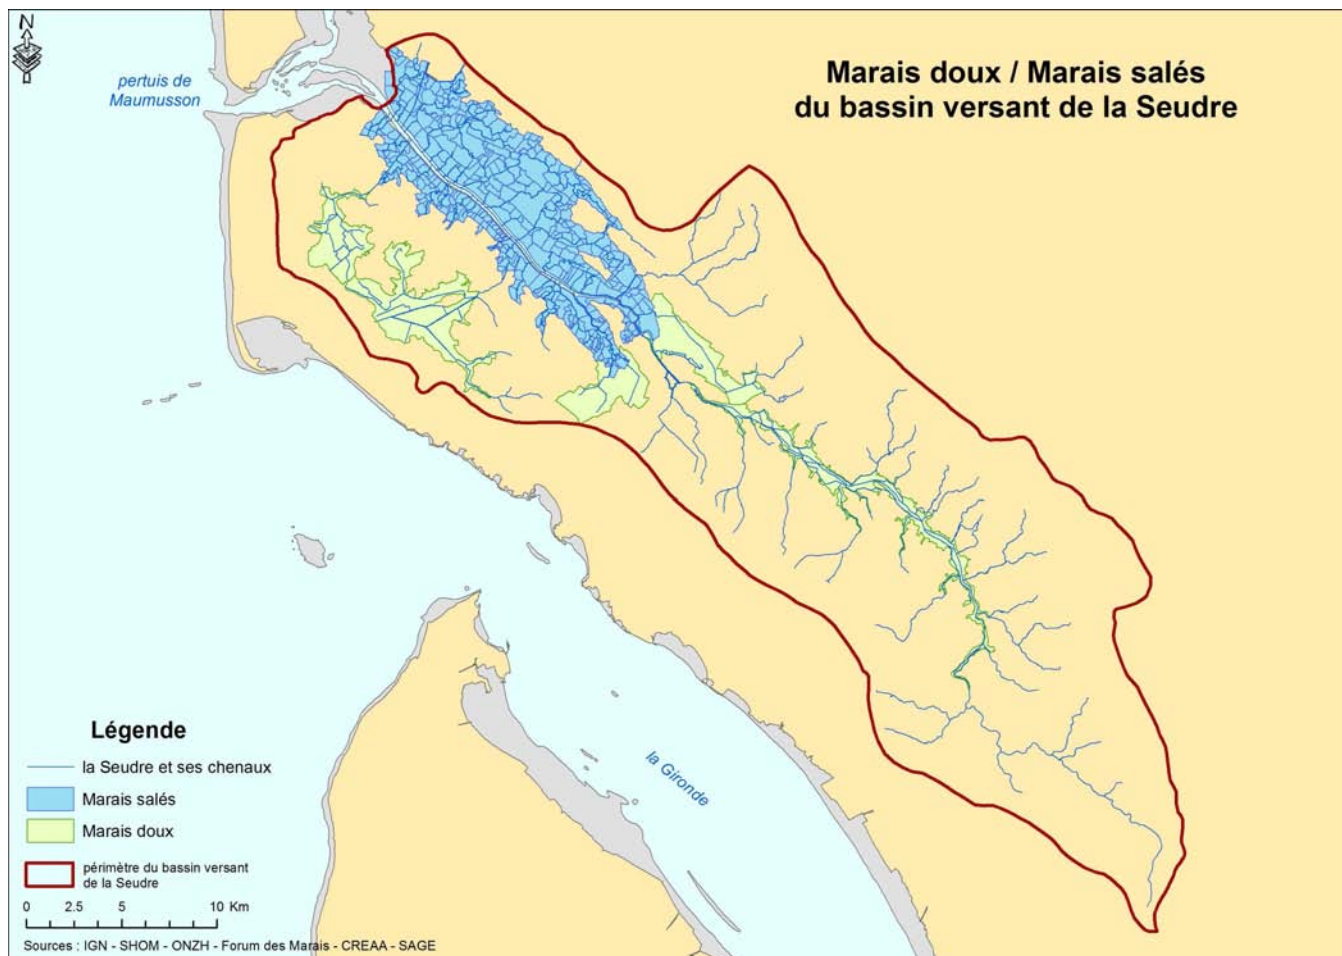 N
pertuis de
Maumusson
Marais doux / Marais salés
du bassin versant de la Seudre
la Gironde
Légende
la Seudre et ses chenaux
Marais salés
Marais doux
périmètre du bassin versant
de la Seudre
0 2.5 5 10 Km
Sources : IGN - SHOM - ONZH - Forum des Marais - CREAA - SAGE